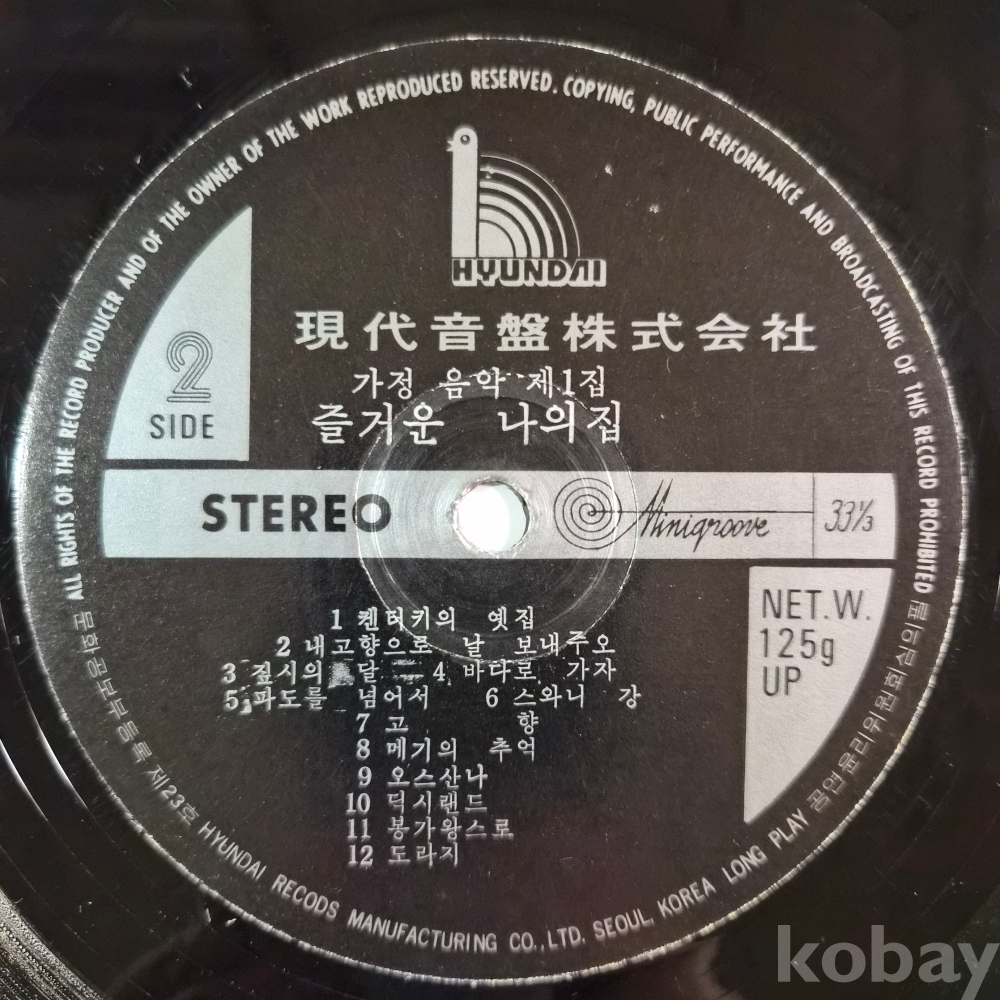 ALL RIGHTS OF THE RECORD PRODUCER AND OF THE OWNER OF THE WORK REPRODUCED RESERVED. COPYING, PUBLIC PERFORMANCE AND BROADCASTING OF THIS RECORD PROHIBITED
HYUNDAI
現代音盤株式会社
가정 음악 제1집
즐거운 나의집
2
SIDE
STEREO
Minigroove
33⅓
NET.W.
125g
UP
1 켄터키의 옛집
2 내고향으로 날 보내주오
3 짚시의 달 4. 바다로 가자
5. 파도를 넘어서 6 스와니 강
7 고 향
8 메기의 추억
9 오스산나
10 딕시랜드
11 봉가왕스로
12 도라지
문화공보부등록 제23호 HYUNDAI RECODS MANUFACTURING CO.,LTD. SEOUL, KOREA LONG PLAY 공연윤리위원회심의필
kobay